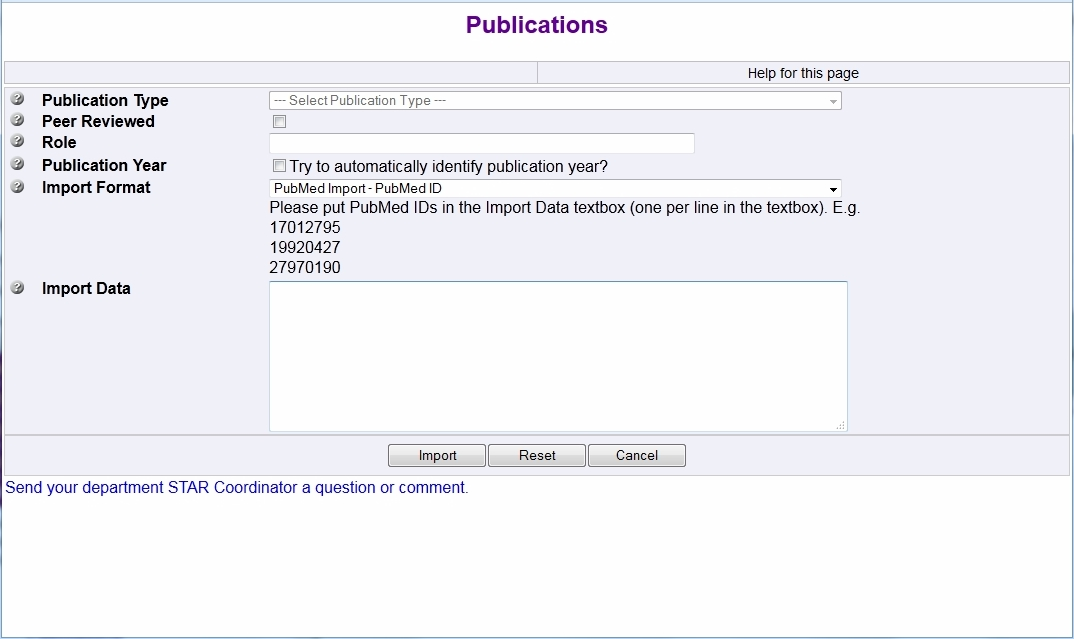 Publications
Help for this page
Publication Type
--- Select Publication Type ---
Peer Reviewed
Role
Publication Year
Try to automatically identify publication year?
Import Format
PubMed Import - PubMed ID
Please put PubMed IDs in the Import Data textbox (one per line in the textbox). E.g.
17012795
19920427
27970190
Import Data
Import
Reset
Cancel
Send your department STAR Coordinator a question or comment.